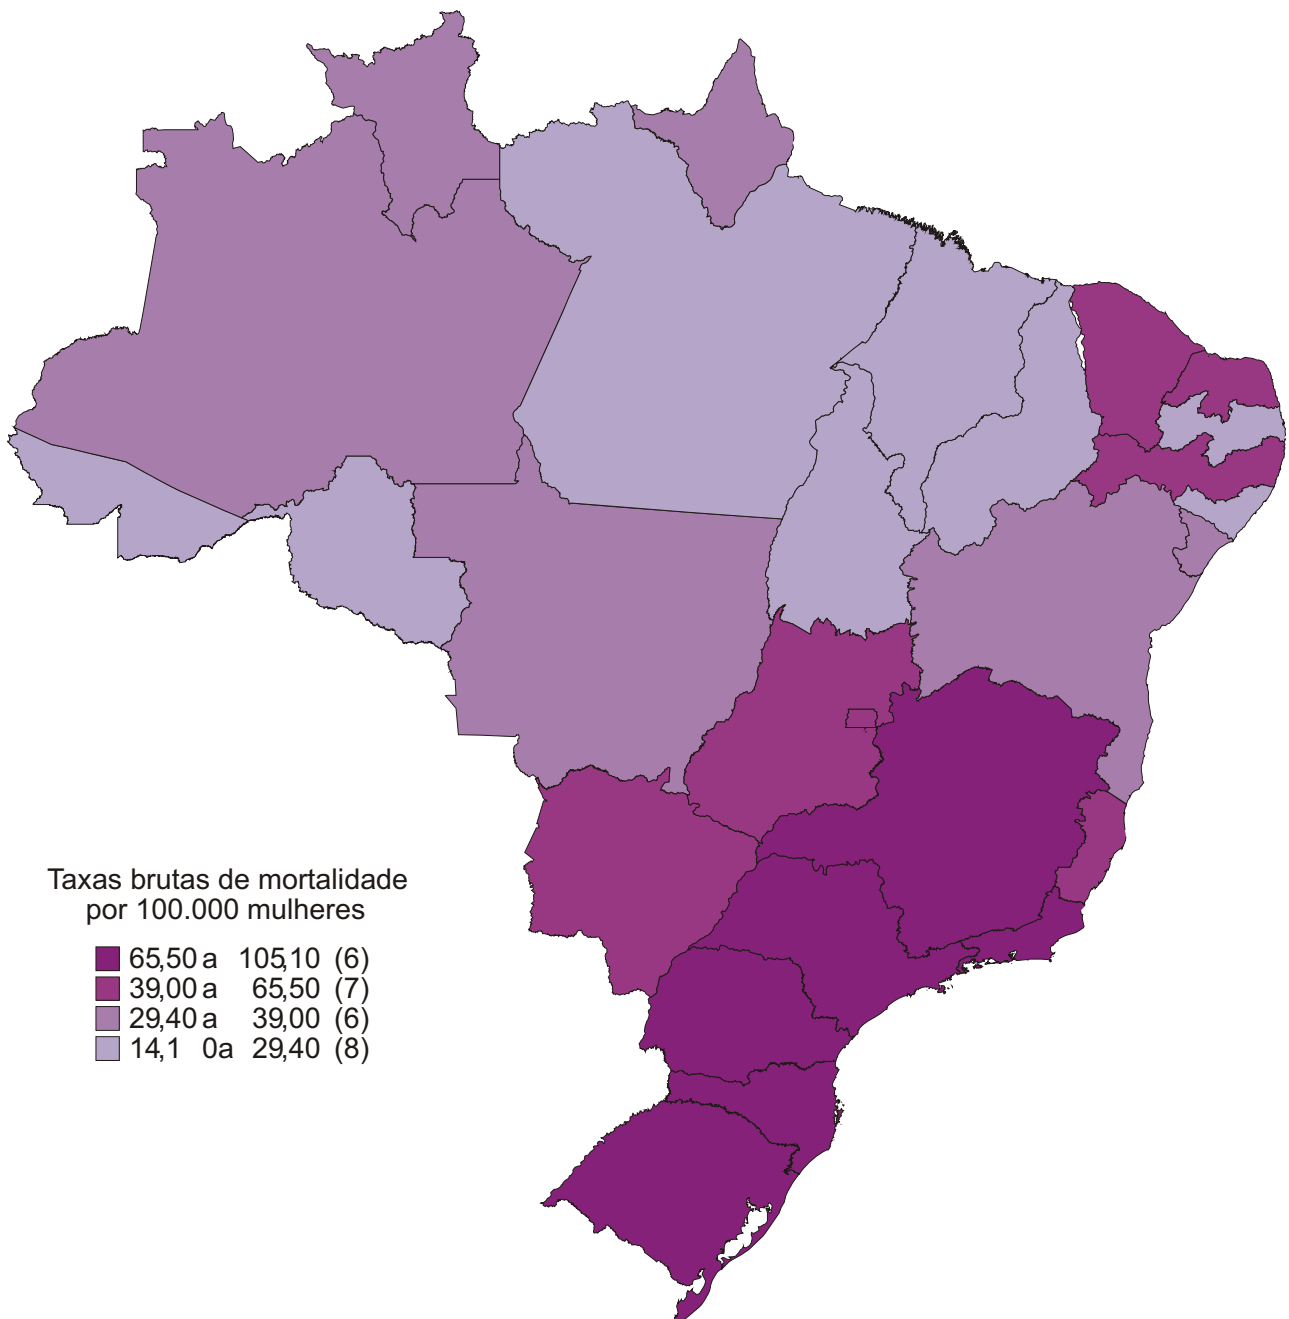 Taxas brutas de mortalidade
por 100.000 mulheres
65,50 a 105,10 (6)
39,00 a 65,50 (7)
29,40 a 39,00 (6)
14,1 0a 29,40 (8)